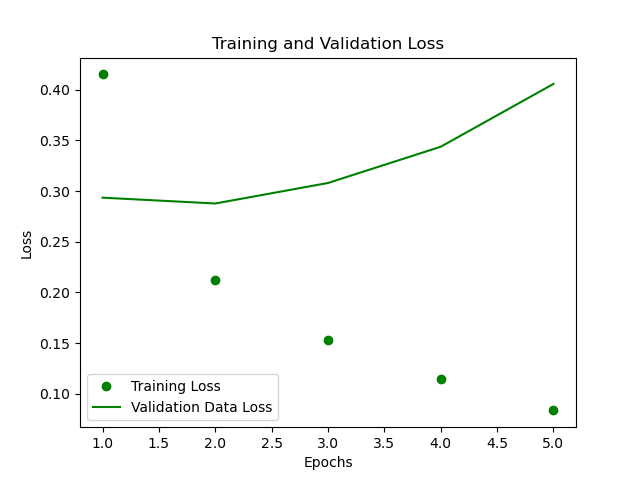 Training and Validation Loss
0.40
0.35
0.30
0.25
0.20
0.15
0.10
Loss
Training Loss
Validation Data Loss
1.0 1.5 2.0 2.5 3.0 3.5 4.0 4.5 5.0
Epochs